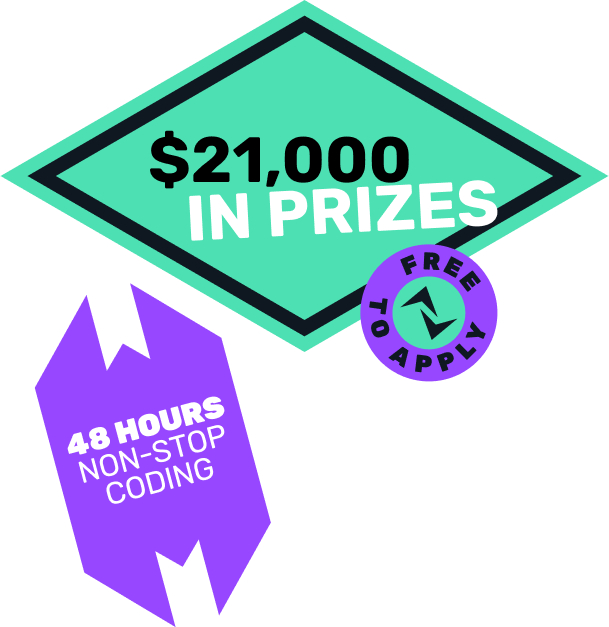 $21,000
IN PRIZES
FREE
TO APPLY
48 HOURS
NON-STOP
CODING